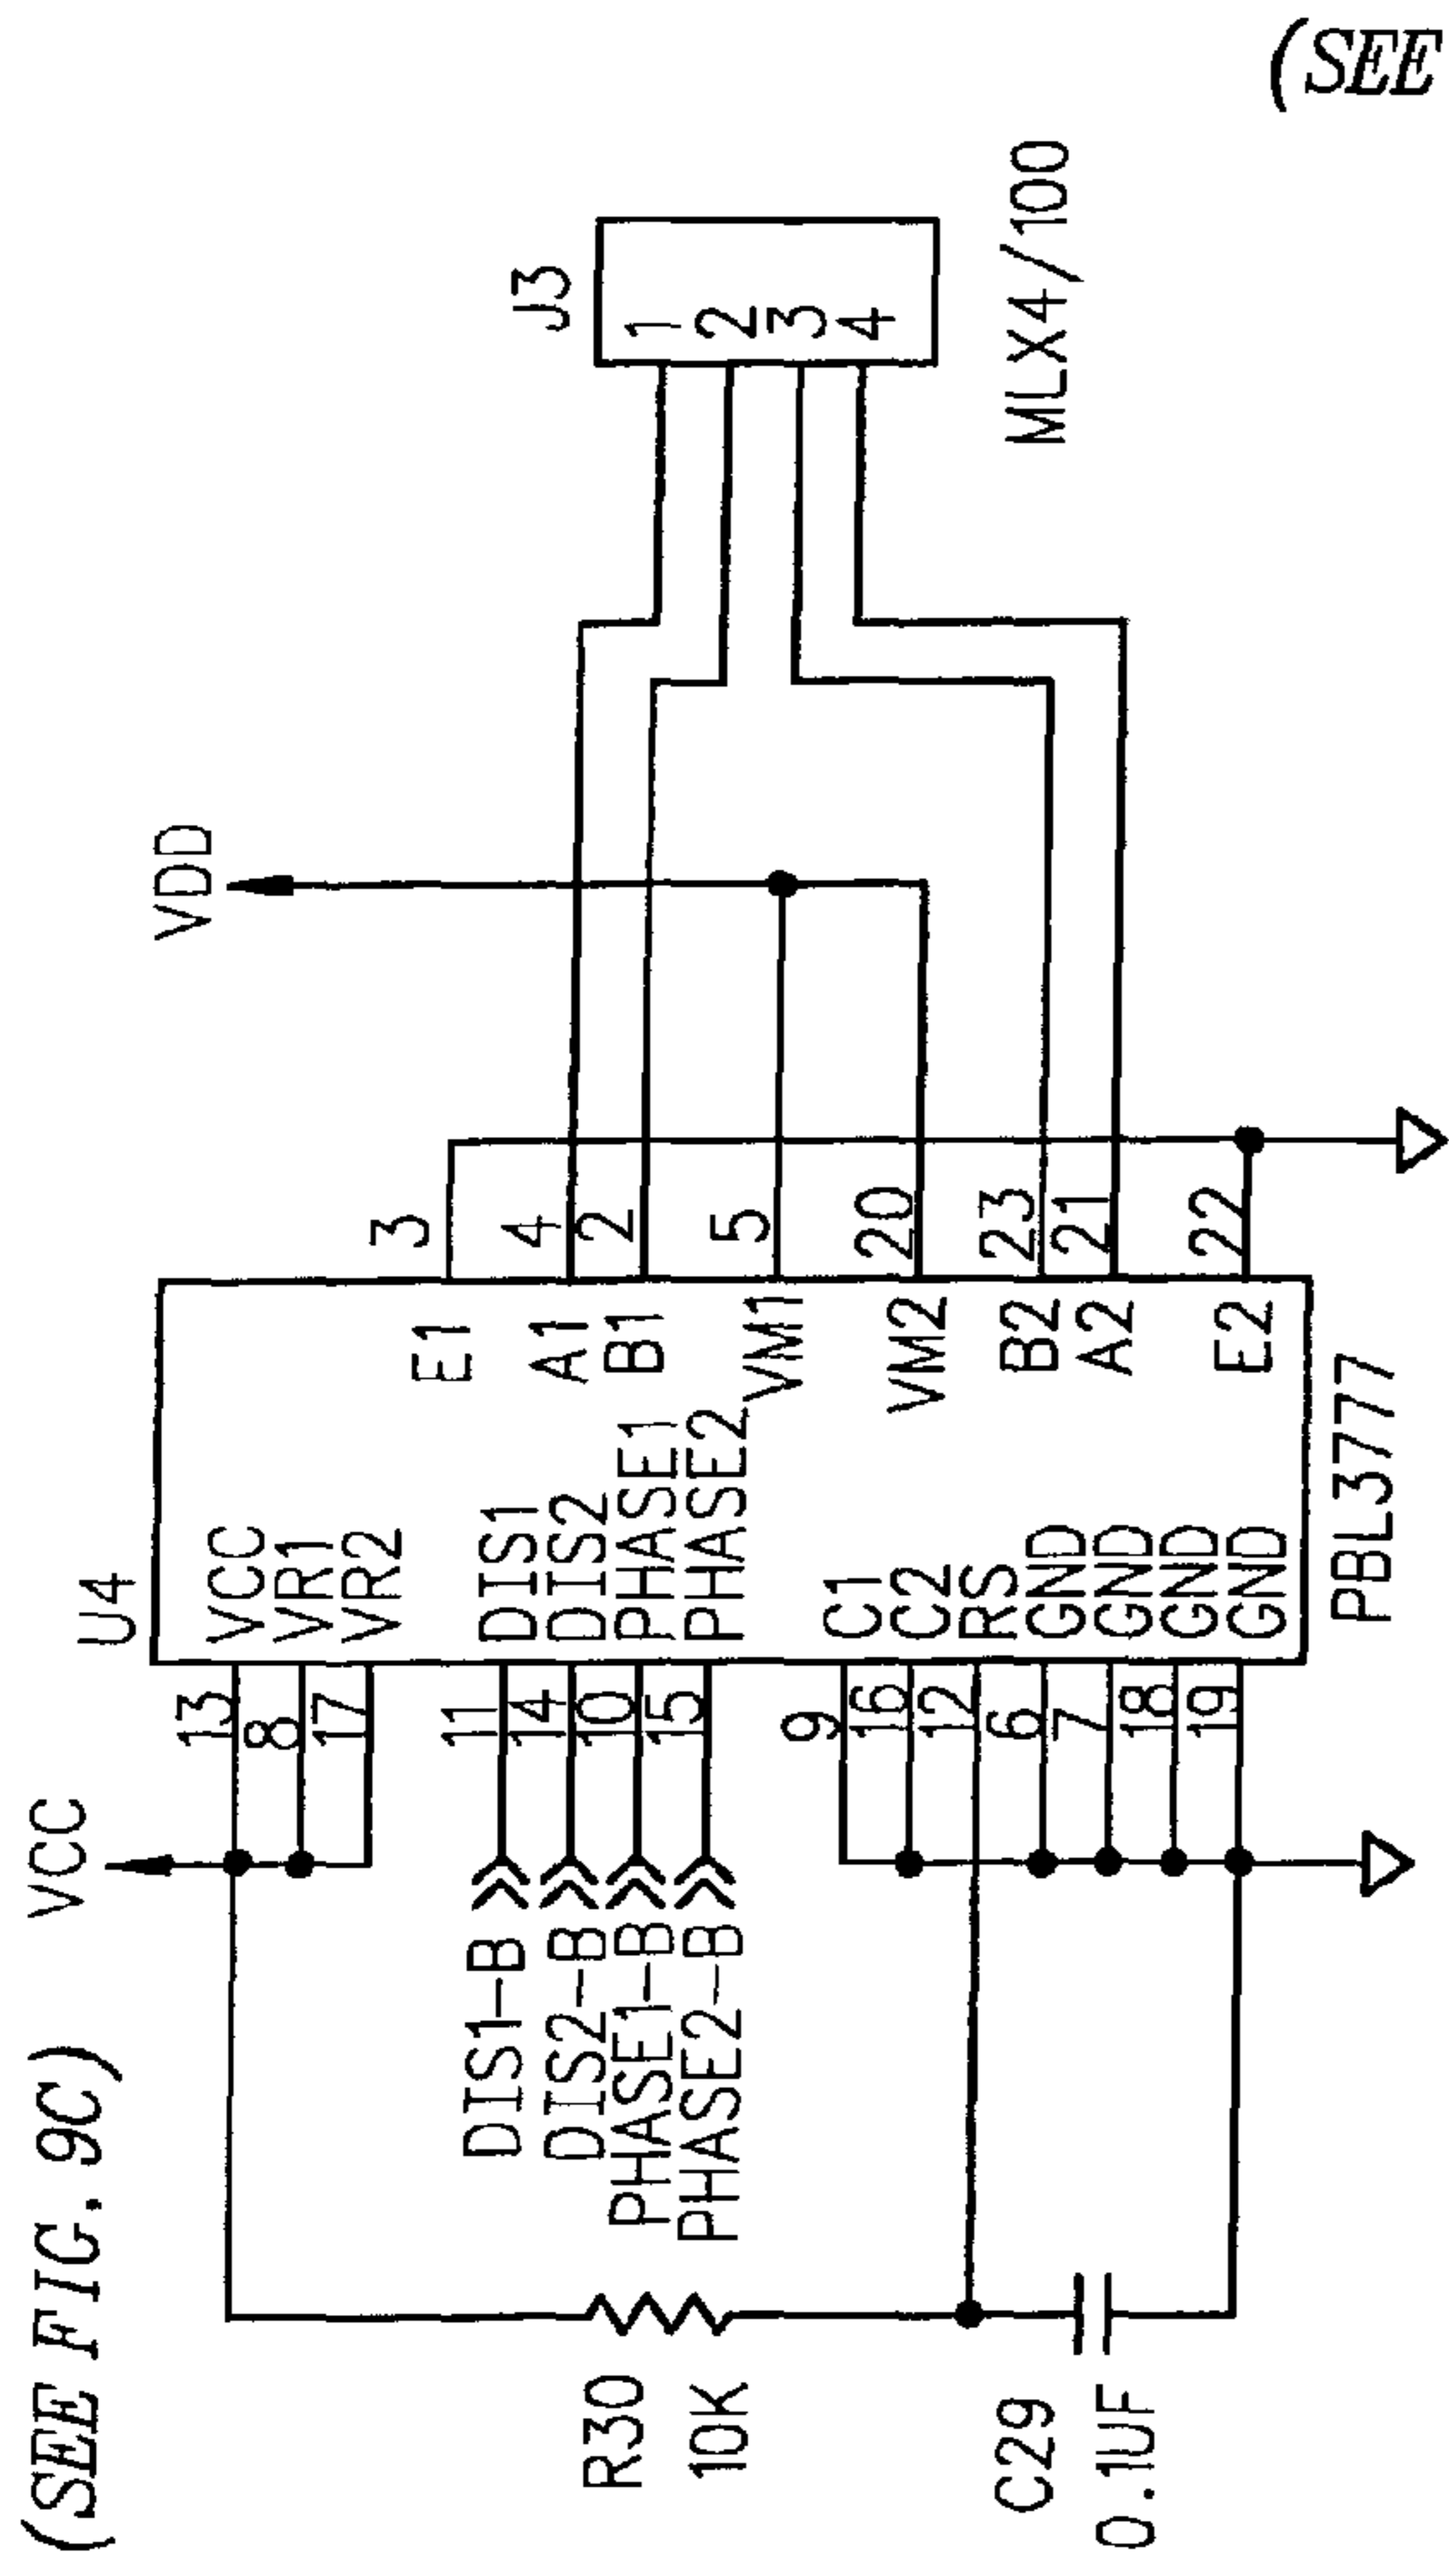 (SEE FIG. 9C)
VCC
U4
13 VCC
8 VR1
17 VR2
DIS1-B 11 DIS1
DIS2-B 14 DIS2
PHASE1-B 10 PHASE1
PHASE2-B 15 PHASE2
9 C1
16 C2
12 RS
6 GND
7 GND
18 GND
19 GND
E1 3
A1 4
B1 2
VM1 5
VM2 20
B2 23
A2 21
E2 22
PBL3777
R30
10K
C29
0.1UF
VDD
J3
1
2
3
4
MLX4/100
(SEE